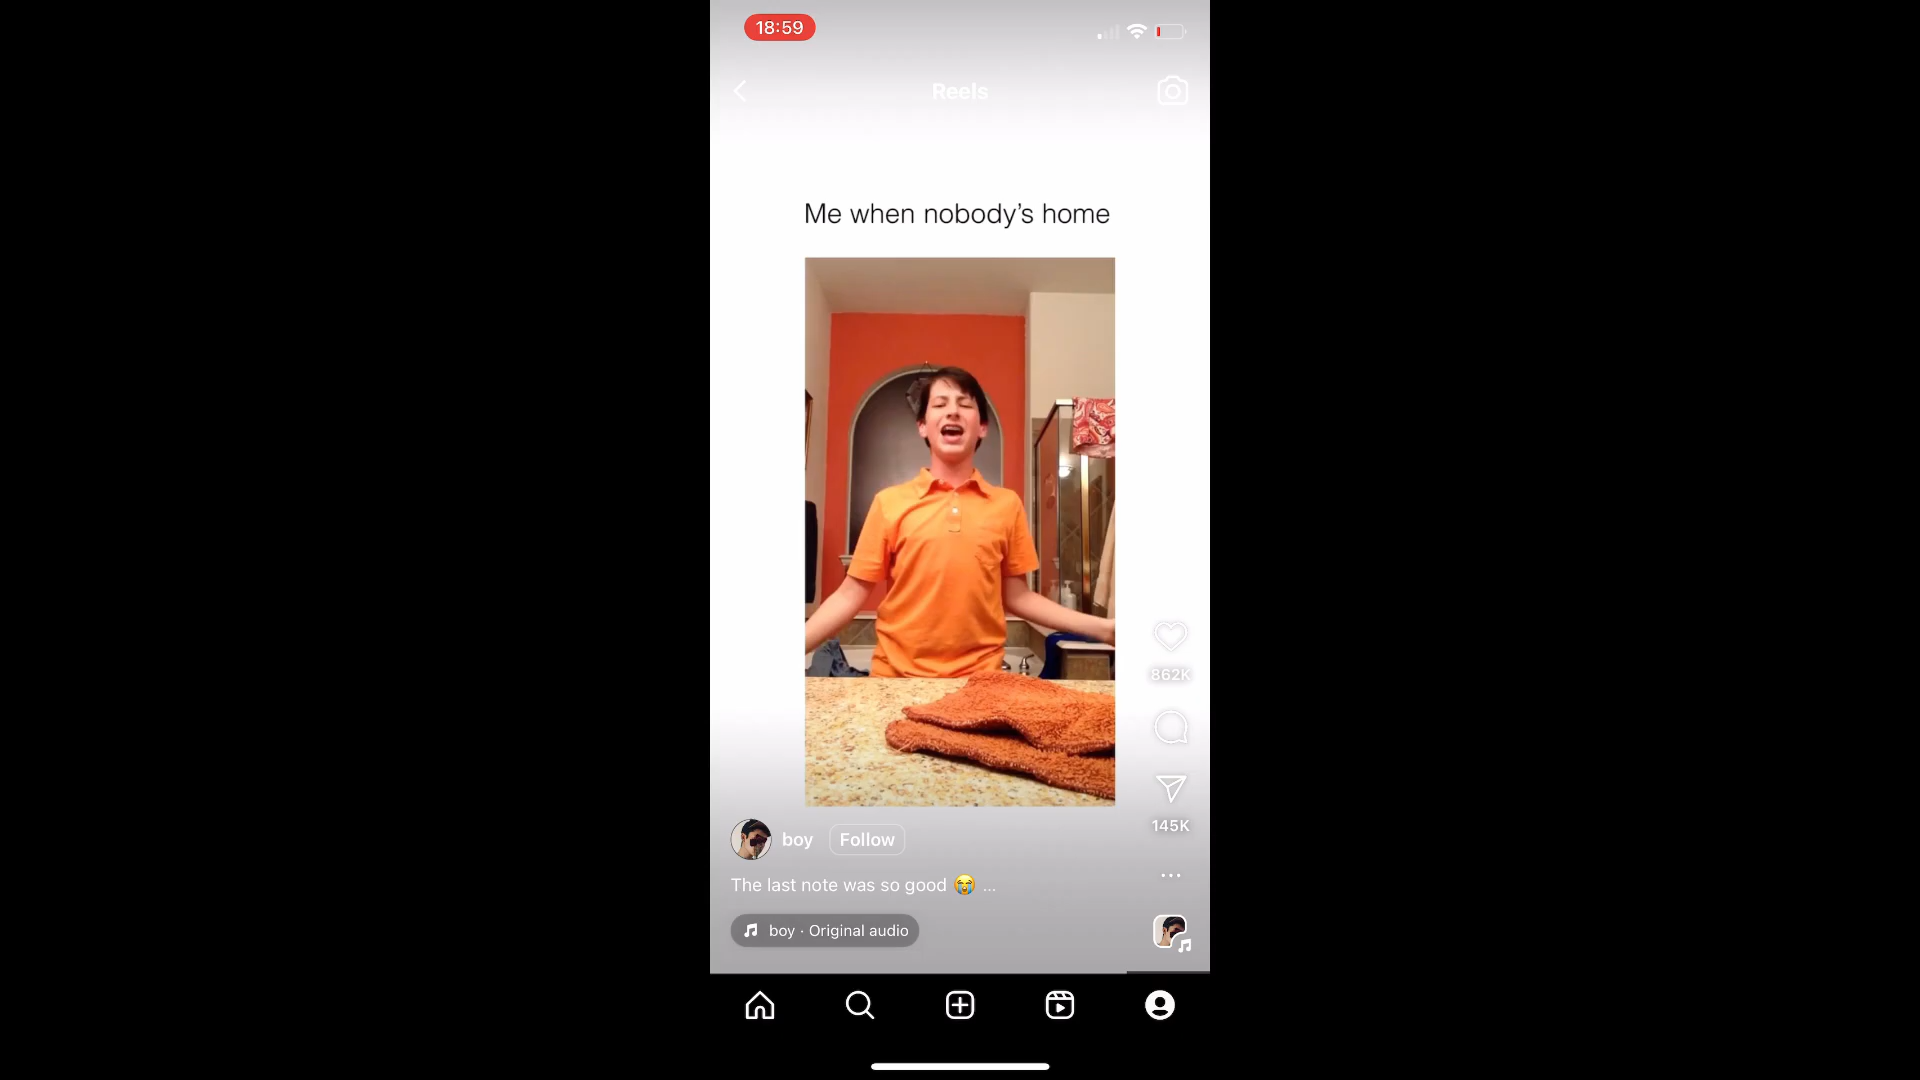 18:59
Reels
Me when nobody's home
862K
145K
boy Follow
The last note was so good 😭 ...
boy · Original audio